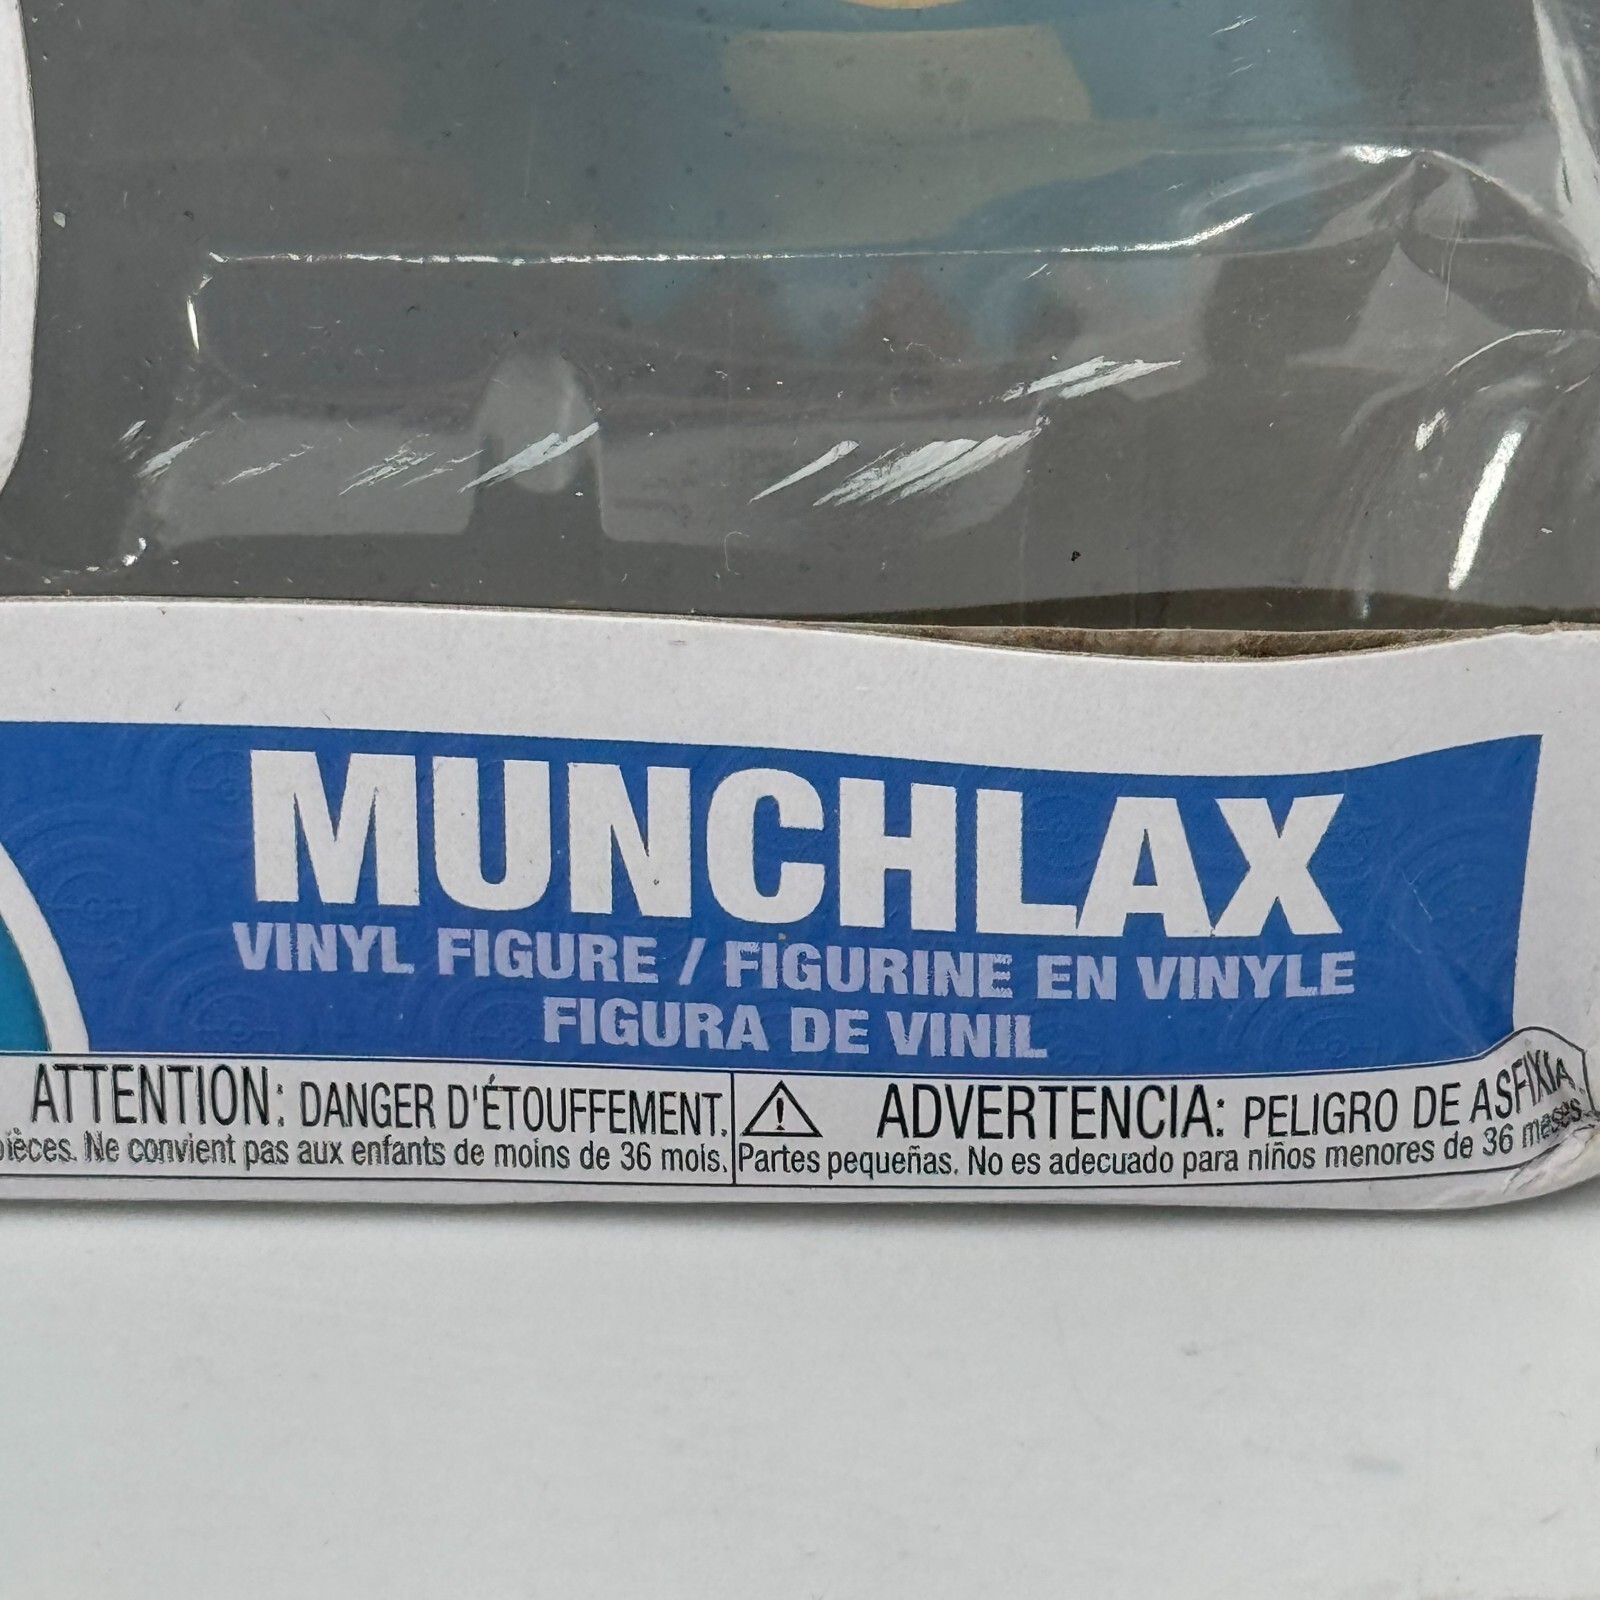 MUNCHLAX
VINYL FIGURE / FIGURINE EN VINYLE
FIGURA DE VINIL
ATTENTION: DANGER D'ÉTOUFFEMENT.
pièces. Ne convient pas aux enfants de moins de 36 mois.
ADVERTENCIA: PELIGRO DE ASFIXIA.
Partes pequeñas. No es adecuado para niños menores de 36 meses.